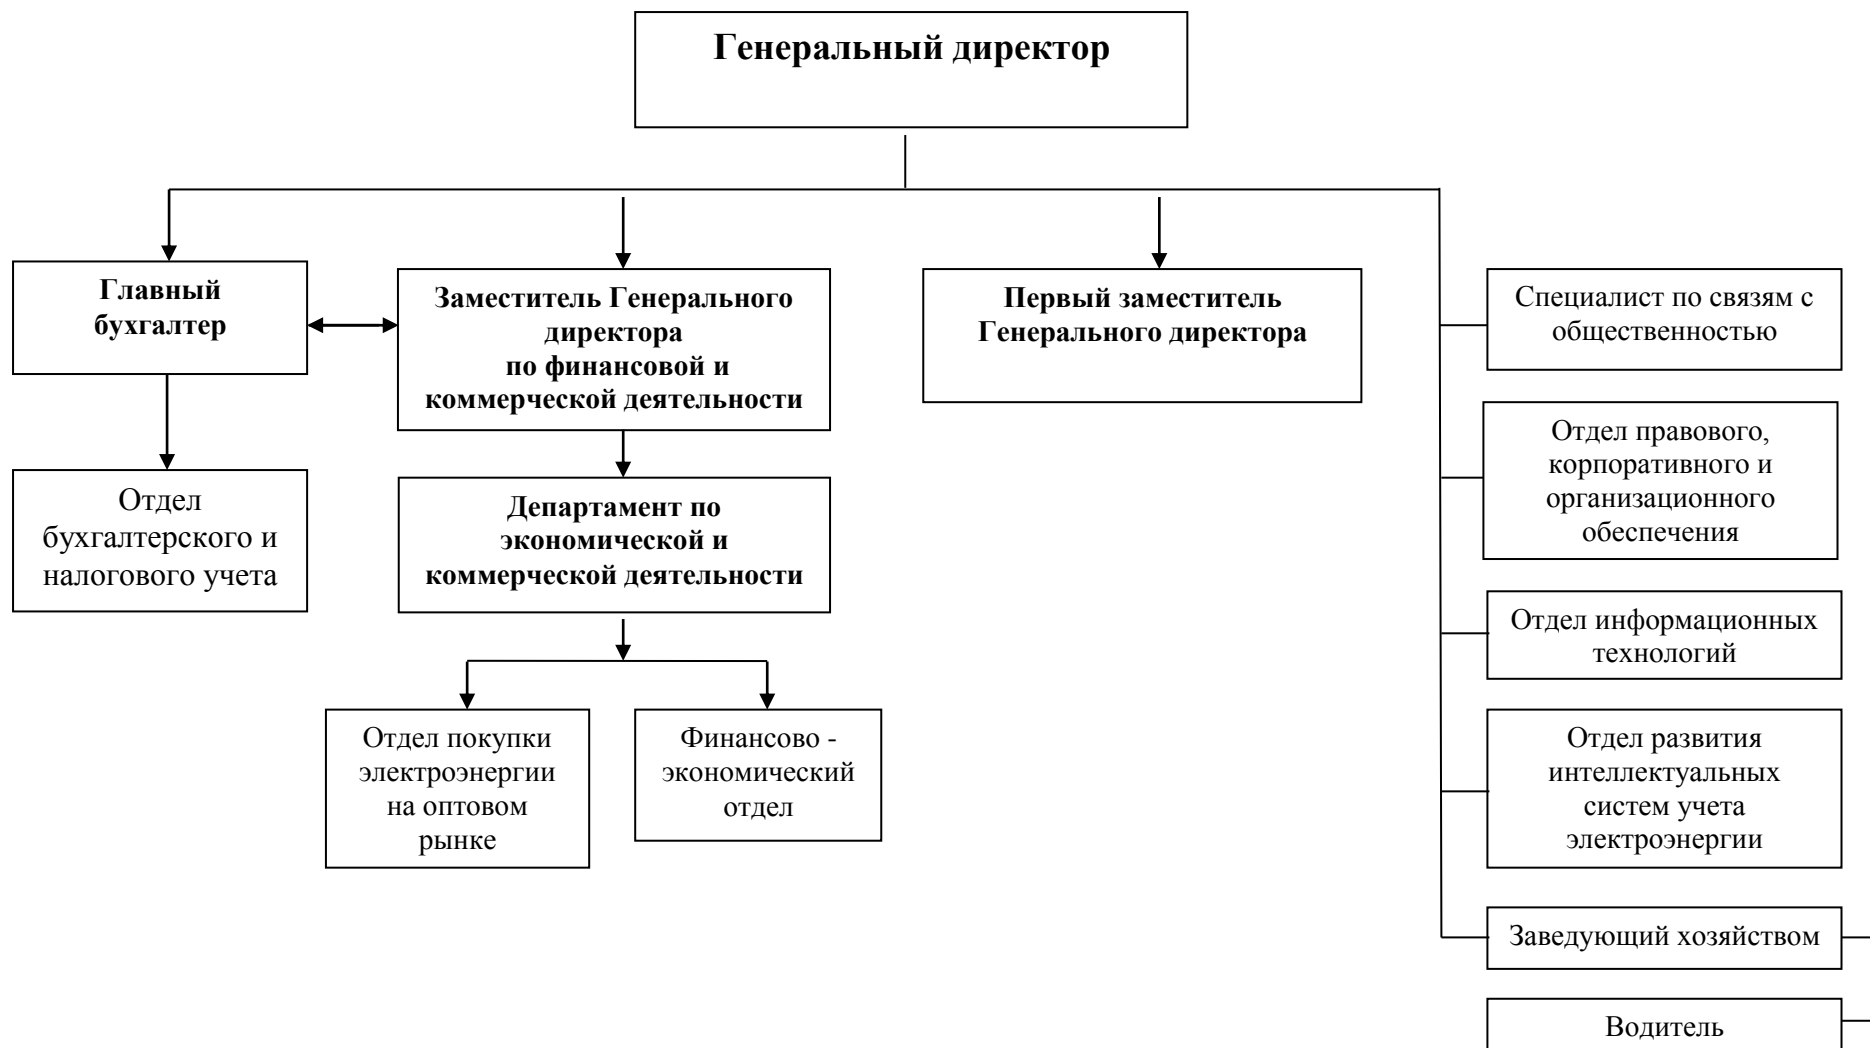 Генеральный директор
Главный
бухгалтер
Заместитель Генерального
директора
по финансовой и
коммерческой деятельности
Первый заместитель
Генерального директора
Специалист по связям с
общественностью
Отдел правового,
корпоративного и
организационного
обеспечения
Отдел
бухгалтерского и
налогового учета
Департамент по
экономической и
коммерческой деятельности
Отдел информационных
технологий
Отдел покупки
электроэнергии
на оптовом
рынке
Финансово -
экономический
отдел
Отдел развития
интеллектуальных
систем учета
электроэнергии
Заведующий хозяйством
Водитель